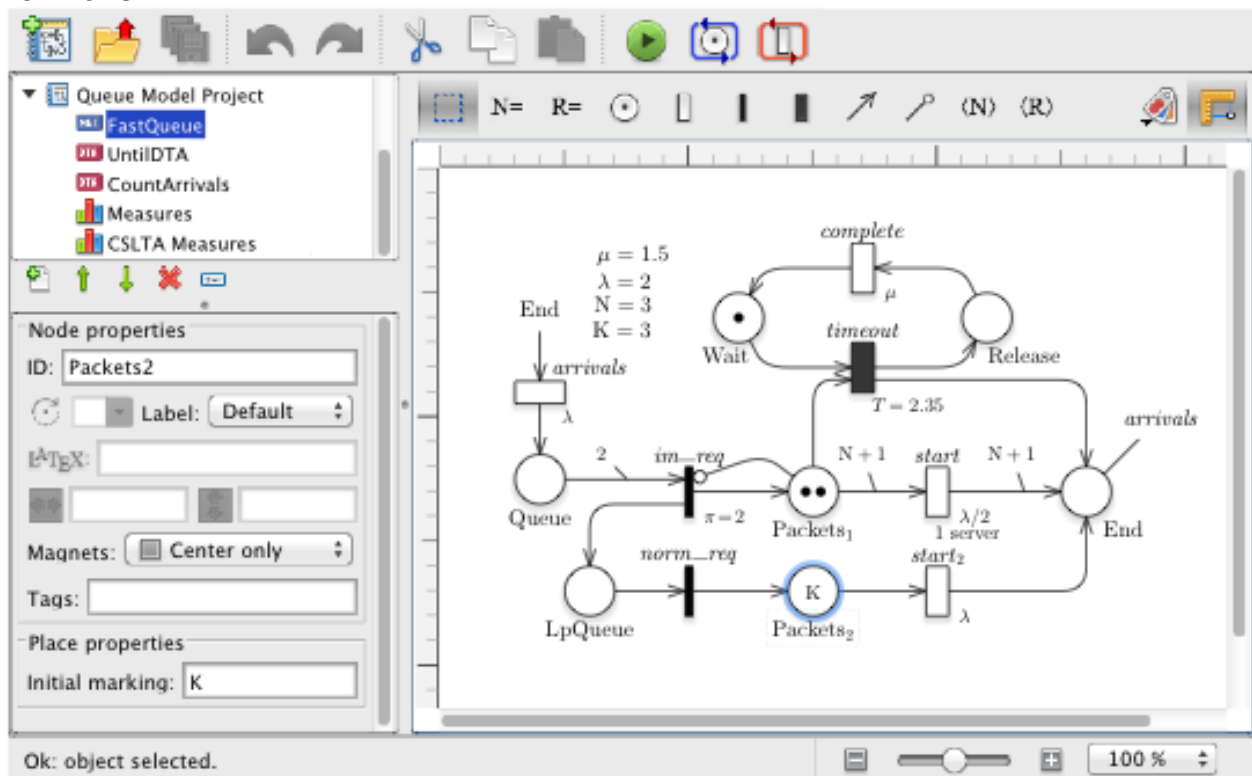 N=
R=
(N)
(R)
Queue Model Project
FastQueue
UntilDTA
CountArrivals
Measures
CSLTA Measures
Node properties
ID: Packets2
Label: Default
LATEX:
Magnets: Center only
Tags:
Place properties
Initial marking: K
μ = 1.5
λ = 2
N = 3
K = 3
complete
μ
End
Wait
timeout
Release
arrivals
λ
T = 2.35
arrivals
2
im_req
N + 1
start
N + 1
Queue
π=2
Packets₁
λ/2
1 server
End
norm_req
start₂
K
LpQueue
Packets₂
λ
Ok: object selected.
100 %